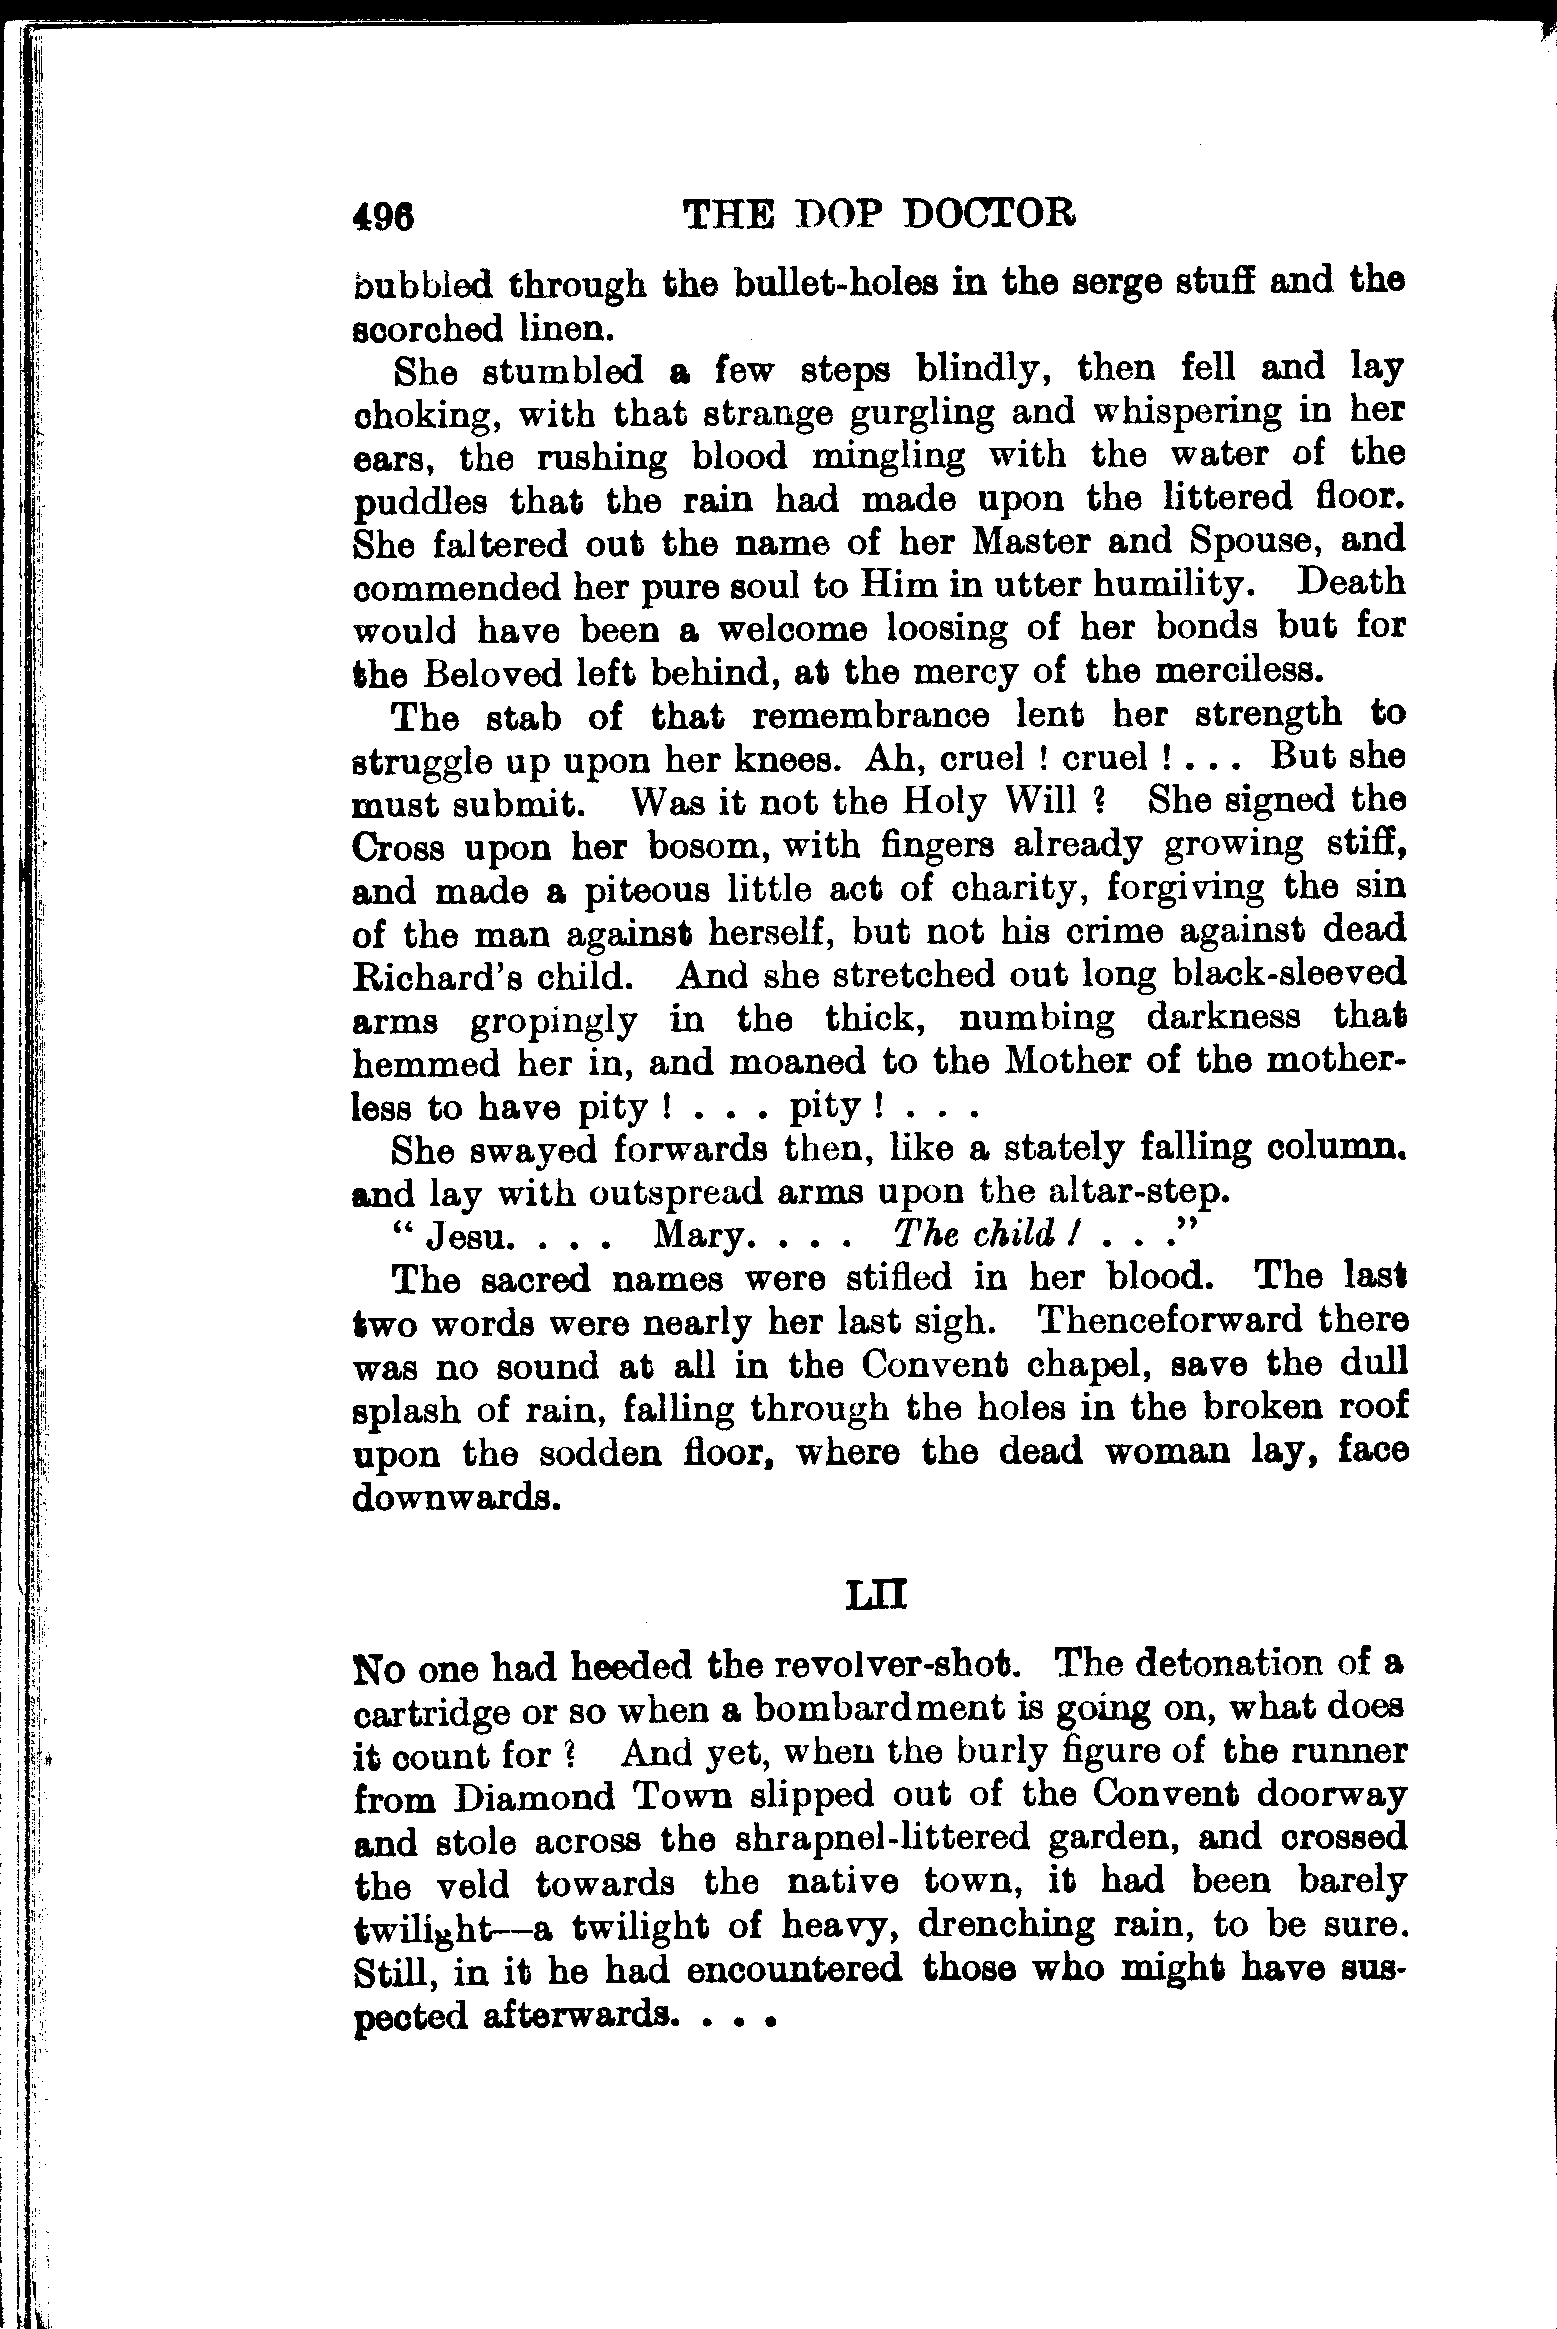 496 THE DOP DOCTOR
bubbled through the bullet-holes in the serge stuff and the
scorched linen.
She stumbled a few steps blindly, then fell and lay
choking, with that strange gurgling and whispering in her
ears, the rushing blood mingling with the water of the
puddles that the rain had made upon the littered floor.
She faltered out the name of her Master and Spouse, and
commended her pure soul to Him in utter humility. Death
would have been a welcome loosing of her bonds but for
the Beloved left behind, at the mercy of the merciless.
The stab of that remembrance lent her strength to
struggle up upon her knees. Ah, cruel ! cruel ! . . . But she
must submit. Was it not the Holy Will ? She signed the
Cross upon her bosom, with fingers already growing stiff,
and made a piteous little act of charity, forgiving the sin
of the man against herself, but not his crime against dead
Richard's child. And she stretched out long black-sleeved
arms gropingly in the thick, numbing darkness that
hemmed her in, and moaned to the Mother of the mother-
less to have pity ! . . . pity ! . . .
She swayed forwards then, like a stately falling column.
and lay with outspread arms upon the altar-step.
“ Jesu. . . . Mary. . . . The child ! . . .”
The sacred names were stifled in her blood. The last
two words were nearly her last sigh. Thenceforward there
was no sound at all in the Convent chapel, save the dull
splash of rain, falling through the holes in the broken roof
upon the sodden floor, where the dead woman lay, face
downwards.
LII
No one had heeded the revolver-shot. The detonation of a
cartridge or so when a bombardment is going on, what does
it count for ? And yet, when the burly figure of the runner
from Diamond Town slipped out of the Convent doorway
and stole across the shrapnel-littered garden, and crossed
the veld towards the native town, it had been barely
twilight—a twilight of heavy, drenching rain, to be sure.
Still, in it he had encountered those who might have sus-
pected afterwards. . . .